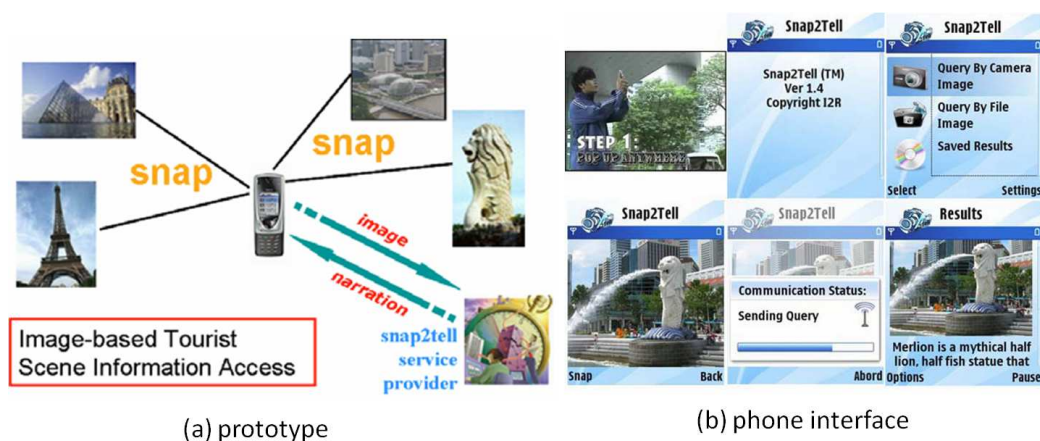 snap
snap
image
narration
snap2tell
service
provider
Image-based Tourist
Scene Information Access
(a) prototype
STEP 1:
POP UP ANYWHERE
Snap2Tell
Snap2Tell (TM)
Ver 1.4
Copyright I2R
Snap2Tell
Query By Camera
Image
Query By File
Image
Saved Results
Select
Settings
Snap2Tell
Snap
Back
Snap2Tell
Communication Status:
Sending Query
Abord
Results
Merlion is a mythical half
lion, half fish statue that
Options
Pause
(b) phone interface